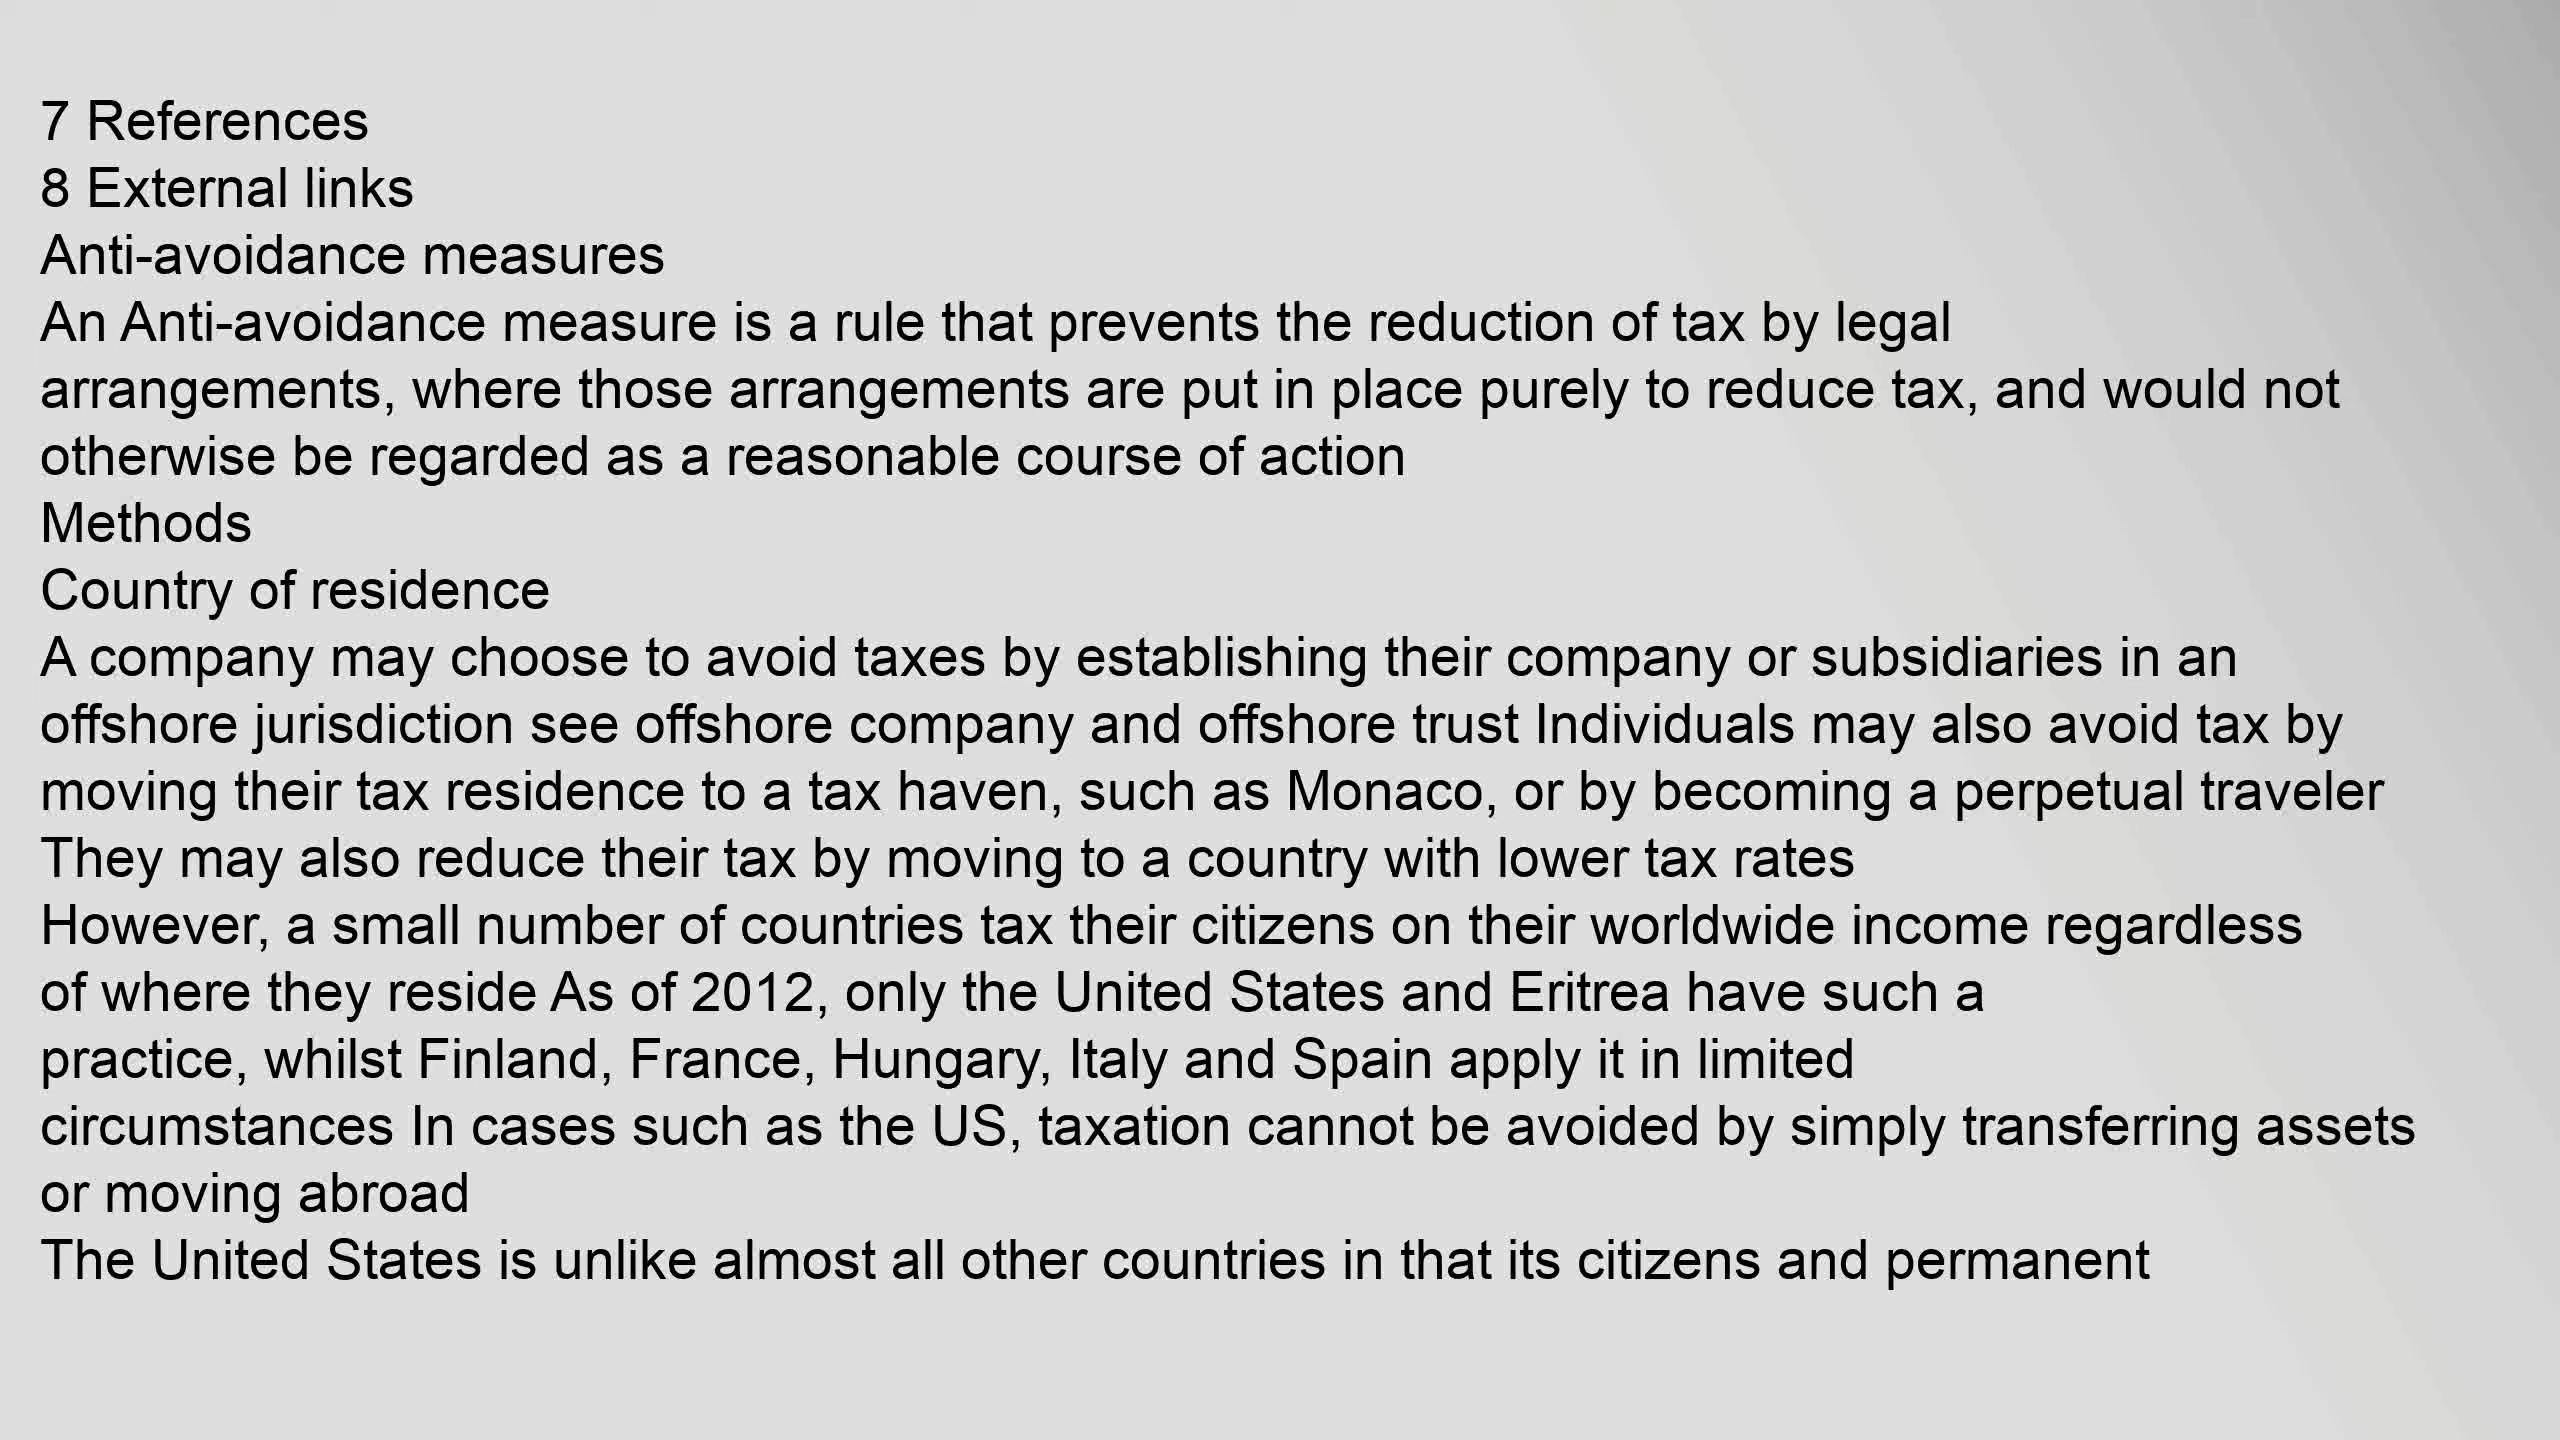 7 References
8 External links
Anti-avoidance measures
An Anti-avoidance measure is a rule that prevents the reduction of tax by legal
arrangements, where those arrangements are put in place purely to reduce tax, and would not
otherwise be regarded as a reasonable course of action
Methods
Country of residence
A company may choose to avoid taxes by establishing their company or subsidiaries in an
offshore jurisdiction see offshore company and offshore trust Individuals may also avoid tax by
moving their tax residence to a tax haven, such as Monaco, or by becoming a perpetual traveler
They may also reduce their tax by moving to a country with lower tax rates
However, a small number of countries tax their citizens on their worldwide income regardless
of where they reside As of 2012, only the United States and Eritrea have such a
practice, whilst Finland, France, Hungary, Italy and Spain apply it in limited
circumstances In cases such as the US, taxation cannot be avoided by simply transferring assets
or moving abroad
The United States is unlike almost all other countries in that its citizens and permanent